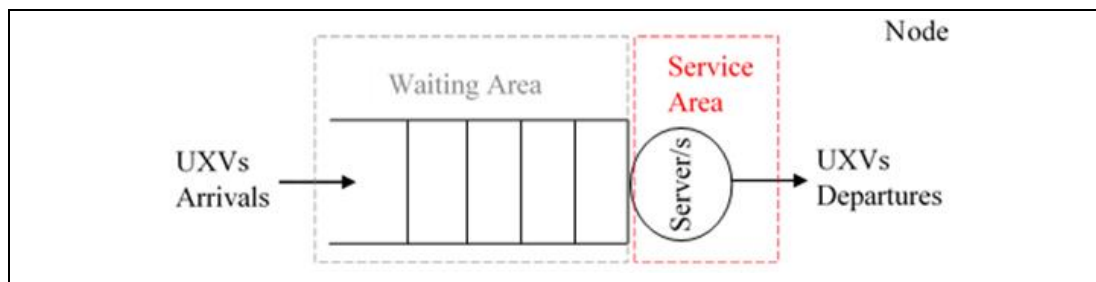 Node
Waiting Area
Service
Area
UXVs
Arrivals
Server/s
UXVs
Departures